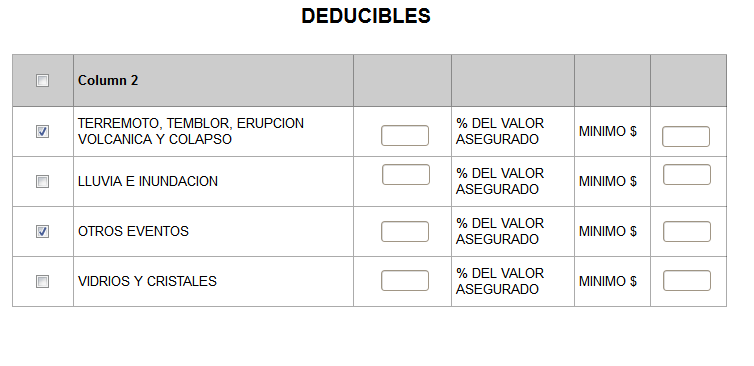 DEDUCIBLES
Column 2
TERREMOTO, TEMBLOR, ERUPCION
VOLCANICA Y COLAPSO
% DEL VALOR
ASEGURADO
MINIMO $
LLUVIA E INUNDACION
% DEL VALOR
ASEGURADO
MINIMO $
OTROS EVENTOS
% DEL VALOR
ASEGURADO
MINIMO $
VIDRIOS Y CRISTALES
% DEL VALOR
ASEGURADO
MINIMO $